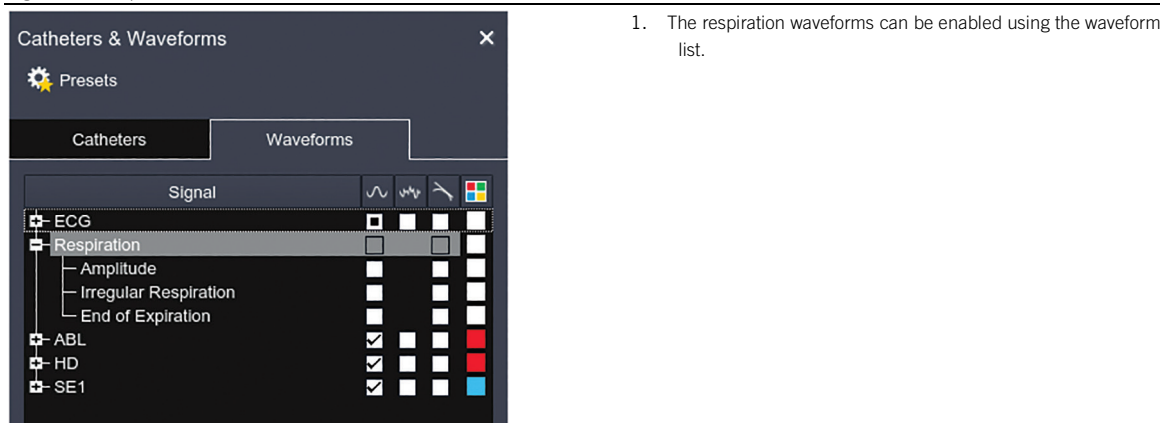 Catheters & Waveforms
Presets
Catheters Waveforms
Signal
ECG
Respiration
Amplitude
Irregular Respiration
End of Expiration
ABL
HD
SE1
1. The respiration waveforms can be enabled using the waveform
list.